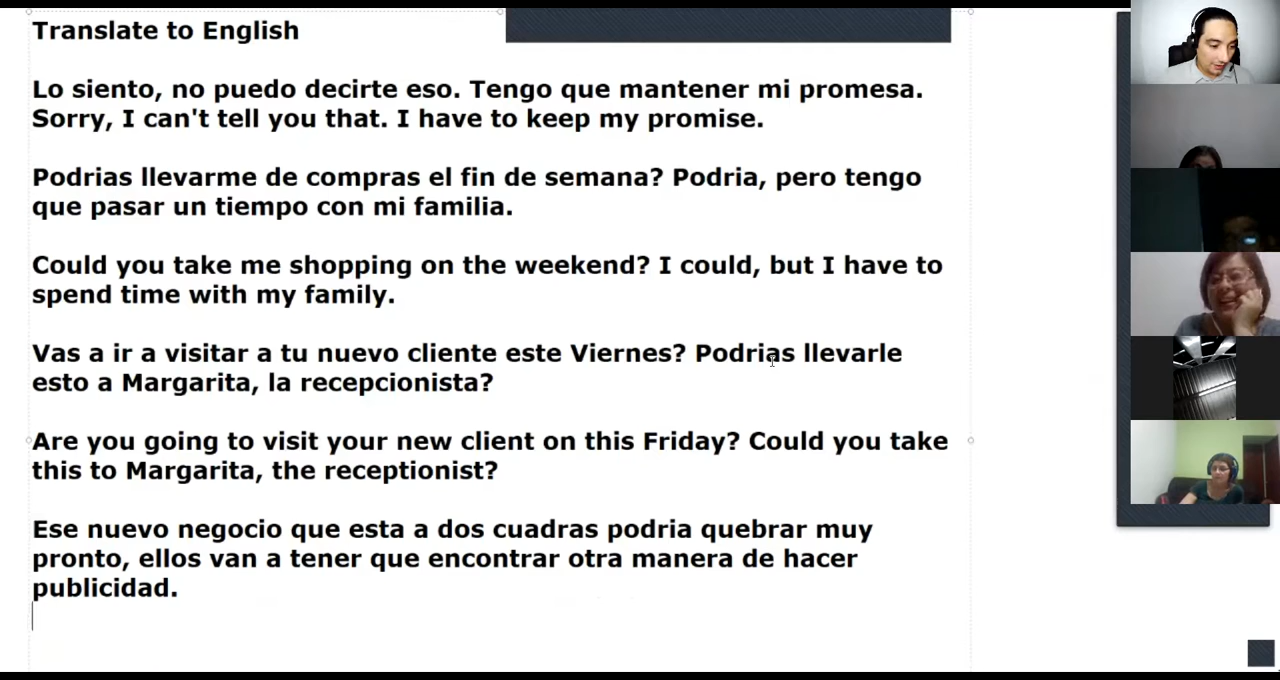 Translate to English
Lo siento, no puedo decirte eso. Tengo que mantener mi promesa.
Sorry, I can't tell you that. I have to keep my promise.
Podrias llevarme de compras el fin de semana? Podria, pero tengo
que pasar un tiempo con mi familia.
Could you take me shopping on the weekend? I could, but I have to
spend time with my family.
Vas a ir a visitar a tu nuevo cliente este Viernes? Podrias llevarle
esto a Margarita, la recepcionista?
Are you going to visit your new client on this Friday? Could you take
this to Margarita, the receptionist?
Ese nuevo negocio que esta a dos cuadras podria quebrar muy
pronto, ellos van a tener que encontrar otra manera de hacer
publicidad.